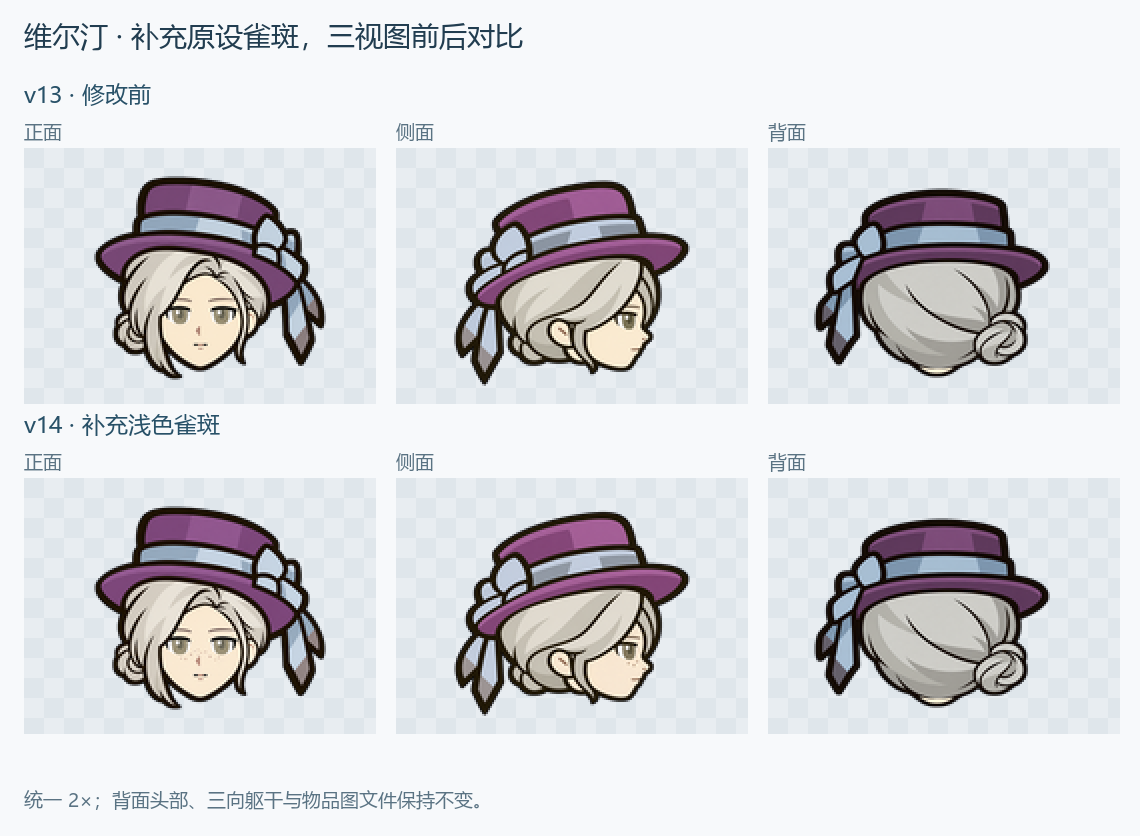 维尔汀 · 补充原设雀斑，三视图前后对比
v13 · 修改前
正面
侧面
背面
v14 · 补充浅色雀斑
正面
侧面
背面
统一 2×；背面头部、三向躯干与物品图文件保持不变。